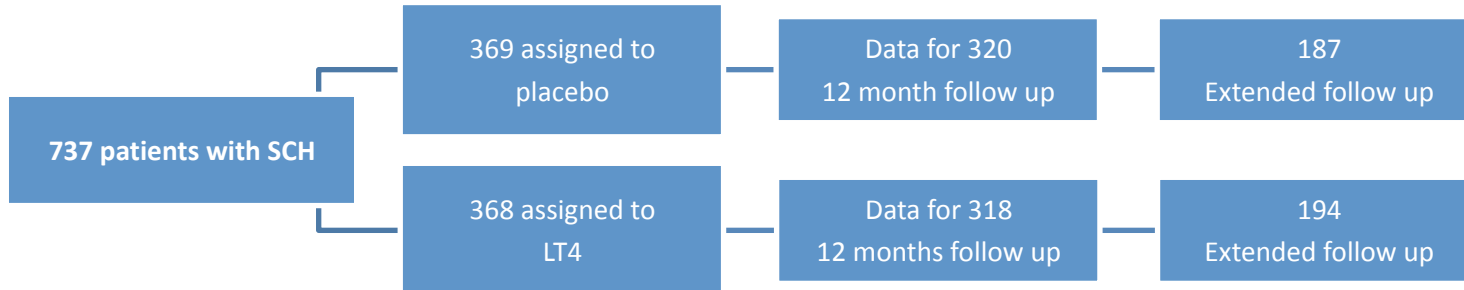 737 patients with SCH
369 assigned to
placebo
Data for 320
12 month follow up
187
Extended follow up
368 assigned to
LT4
Data for 318
12 months follow up
194
Extended follow up